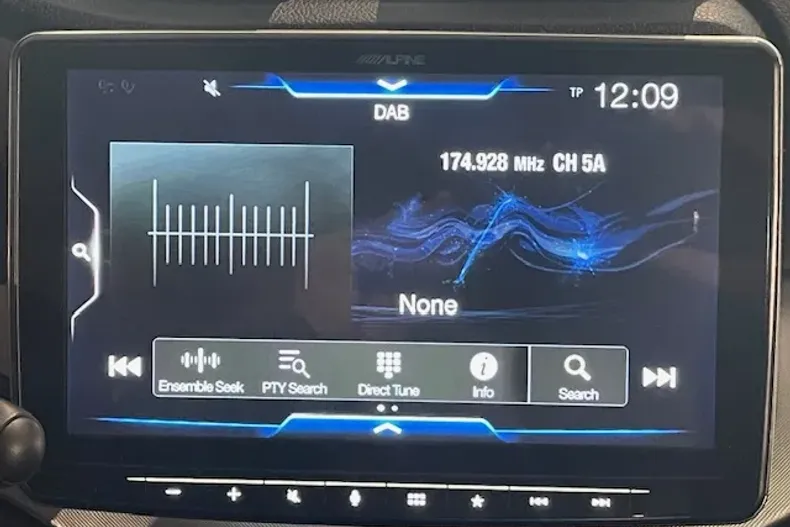 ALPINE
TP 12:09
DAB
174.928 MHz CH 5A
None
Ensemble Seek PTY Search Direct Tune Info Search